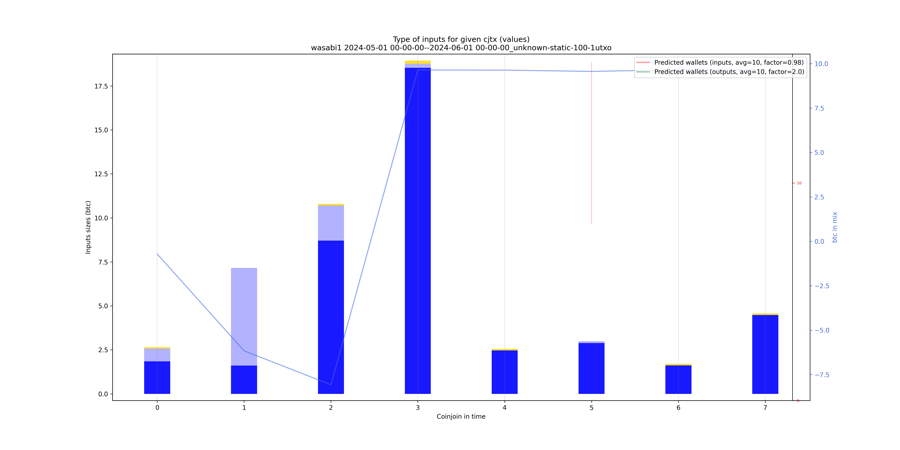 Type of inputs for given cjtx (values)
wasabi1 2024-05-01 00-00-00--2024-06-01 00-00-00_unknown-static-100-1utxo
Predicted wallets (inputs, avg=10, factor=0.98)
Predicted wallets (outputs, avg=10, factor=2.0)
17.5
15.0
12.5
10.0
7.5
5.0
2.5
0.0
Inputs sizes (btc)
0 1 2 3 4 5 6 7
Coinjoin in time
10.0
7.5
5.0
2.5
0.0
−2.5
−5.0
−7.5
btc in mix